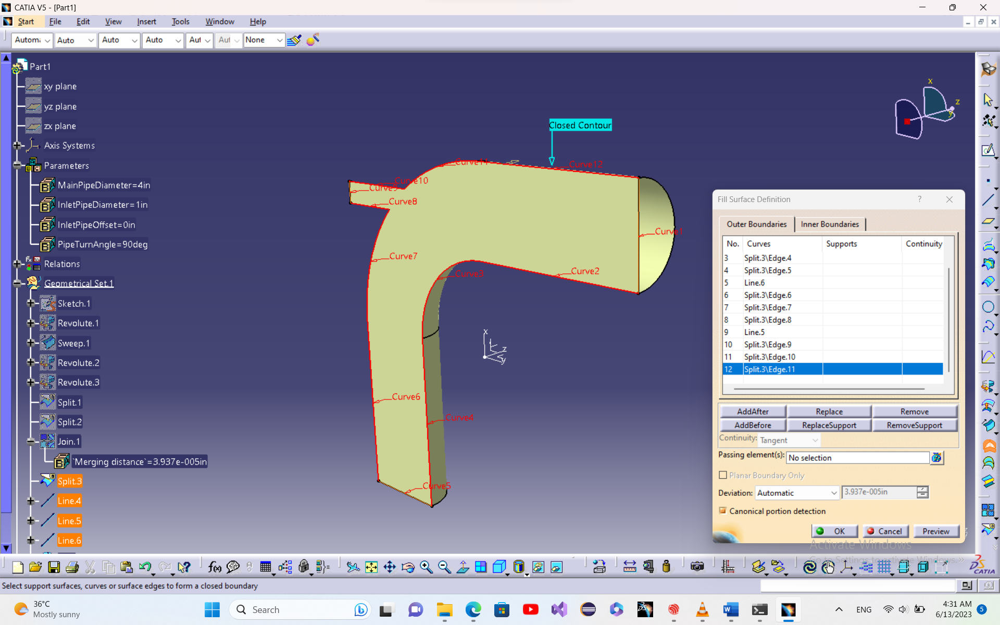 CATIA V5 - [Part1]
Start File Edit View Insert Tools Window Help
Automa Auto Auto Auto Aut Aut None
Part1
xy plane
yz plane
zx plane
Axis Systems
Parameters
MainPipeDiameter=4in
InletPipeDiameter=1in
InletPipeOffset=0in
PipeTurnAngle=90deg
Relations
Geometrical Set.1
Sketch.1
Revolute.1
Sweep.1
Revolute.2
Revolute.3
Split.1
Split.2
Join.1
`Merging distance`=3.937e-005in
Split.3
Line.4
Line.5
Line.6
Closed Contour
Curve11
Curve12
Curve10
Curve9
Curve8
Curve1
Curve7
Curve2
Curve3
Curve6
Curve4
Curve5
x
z
y
x
z
y
Fill Surface Definition ?
Outer Boundaries Inner Boundaries
No. Curves Supports Continuity
3 Split.3\Edge.4
4 Split.3\Edge.5
5 Line.6
6 Split.3\Edge.6
7 Split.3\Edge.7
8 Split.3\Edge.8
9 Line.5
10 Split.3\Edge.9
11 Split.3\Edge.10
12 Split.3\Edge.11
AddAfter Replace Remove
AddBefore ReplaceSupport RemoveSupport
Continuity: Tangent
Passing element(s): No selection
Planar Boundary Only
Deviation: Automatic 3.937e-005in
Canonical portion detection
OK Cancel Preview
Activate Windows
Go to Settings to activate Windows.
f(x)
CATIA
Select support surfaces, curves or surface edges to form a closed boundary
36°C
Mostly sunny
Search
ENG
4:31 AM
6/13/2023
5